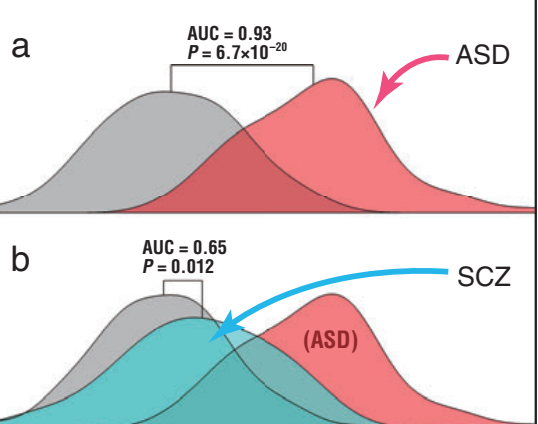 a
AUC = 0.93
P = 6.7×10⁻²⁰
ASD
b
AUC = 0.65
P = 0.012
SCZ
(ASD)